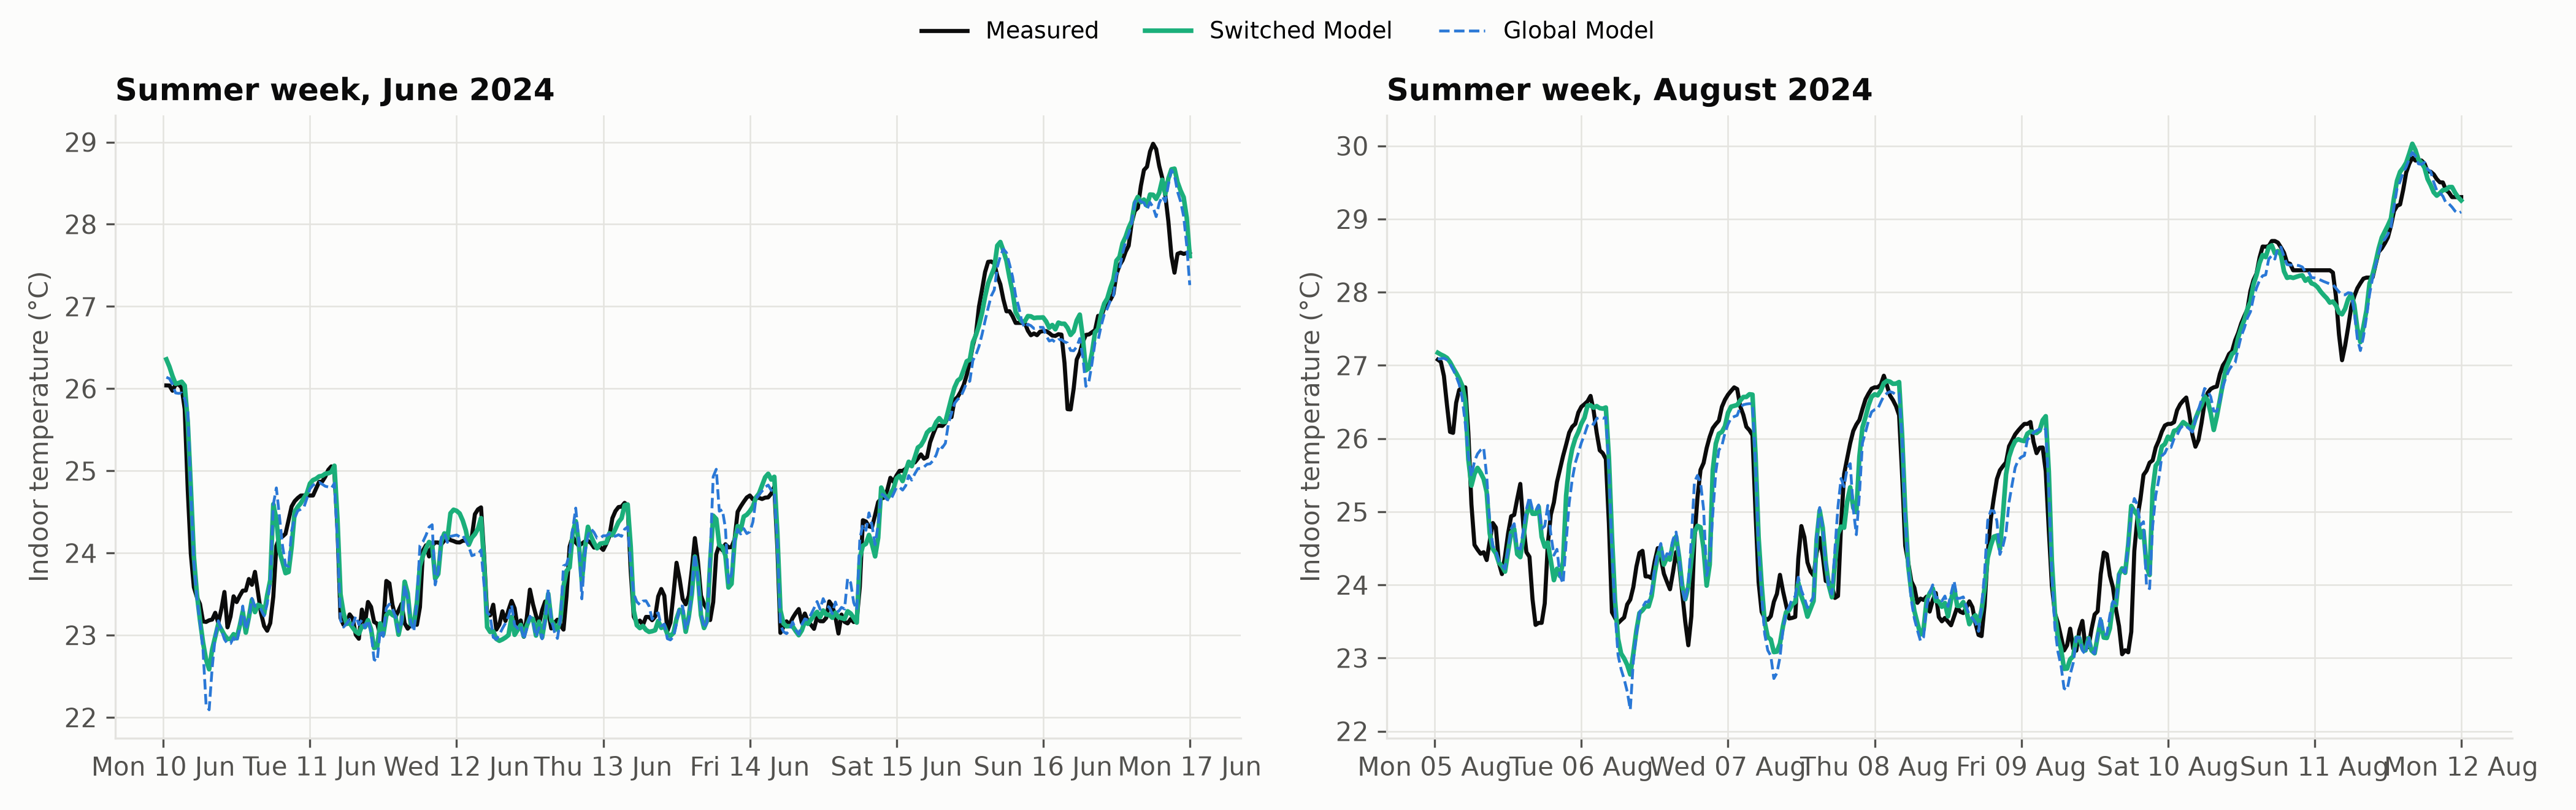 Measured Switched Model Global Model
Summer week, June 2024
Indoor temperature (°C)
29
28
27
26
25
24
23
22
Mon 10 Jun Tue 11 Jun Wed 12 Jun Thu 13 Jun Fri 14 Jun Sat 15 Jun Sun 16 Jun Mon 17 Jun
Summer week, August 2024
Indoor temperature (°C)
30
29
28
27
26
25
24
23
22
Mon 05 Aug Tue 06 Aug Wed 07 Aug Thu 08 Aug Fri 09 Aug Sat 10 Aug Sun 11 Aug Mon 12 Aug